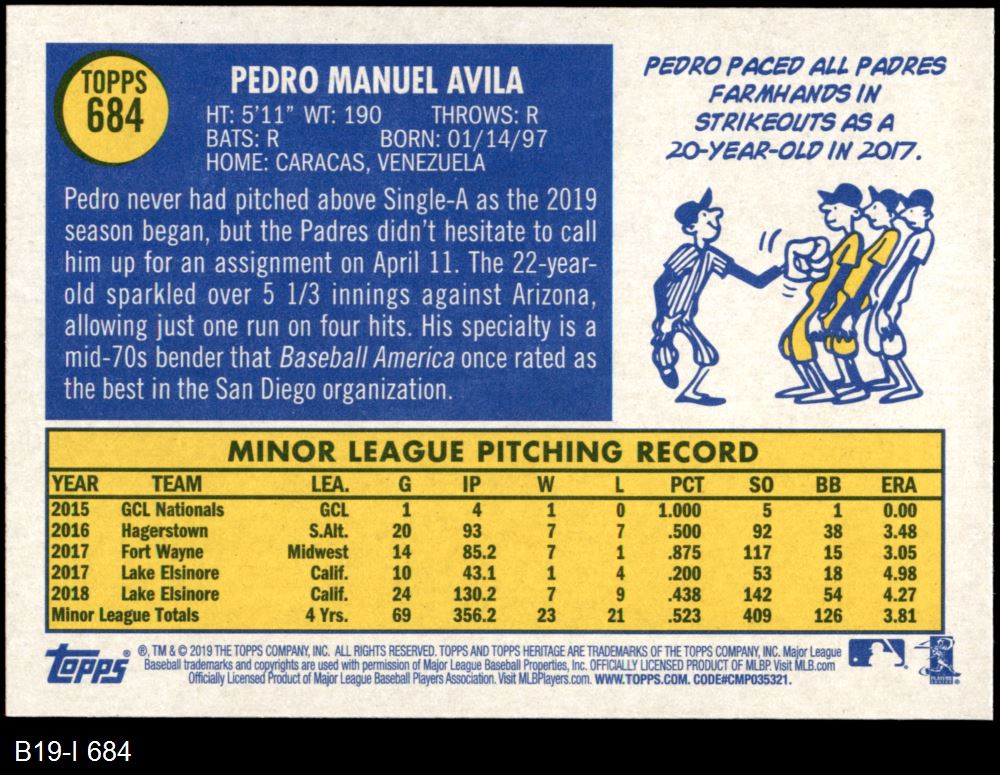 TOPPS
684
PEDRO MANUEL AVILA
HT: 5'11" WT: 190 THROWS: R
BATS: R BORN: 01/14/97
HOME: CARACAS, VENEZUELA
Pedro never had pitched above Single-A as the 2019
season began, but the Padres didn't hesitate to call
him up for an assignment on April 11. The 22-year-
old sparkled over 5 1/3 innings against Arizona,
allowing just one run on four hits. His specialty is a
mid-70s bender that Baseball America once rated as
the best in the San Diego organization.
PEDRO PACED ALL PADRES
FARMHANDS IN
STRIKEOUTS AS A
20-YEAR-OLD IN 2017.
MINOR LEAGUE PITCHING RECORD
YEAR TEAM LEA. G IP W L PCT SO BB ERA
2015 GCL Nationals GCL 1 4 1 0 1.000 5 1 0.00
2016 Hagerstown S.Alt. 20 93 7 7 .500 92 38 3.48
2017 Fort Wayne Midwest 14 85.2 7 1 .875 117 15 3.05
2017 Lake Elsinore Calif. 10 43.1 1 4 .200 53 18 4.98
2018 Lake Elsinore Calif. 24 130.2 7 9 .438 142 54 4.27
Minor League Totals 4 Yrs. 69 356.2 23 21 .523 409 126 3.81
Topps®
®, TM & © 2019 THE TOPPS COMPANY, INC. ALL RIGHTS RESERVED. TOPPS AND TOPPS HERITAGE ARE TRADEMARKS OF THE TOPPS COMPANY, INC. Major League
Baseball trademarks and copyrights are used with permission of Major League Baseball Properties, Inc. OFFICIALLY LICENSED PRODUCT OF MLBP. Visit MLB.com
Officially Licensed Product of Major League Baseball Players Association. Visit MLBPlayers.com. WWW.TOPPS.COM. CODE#CMP035321.
B19-I 684